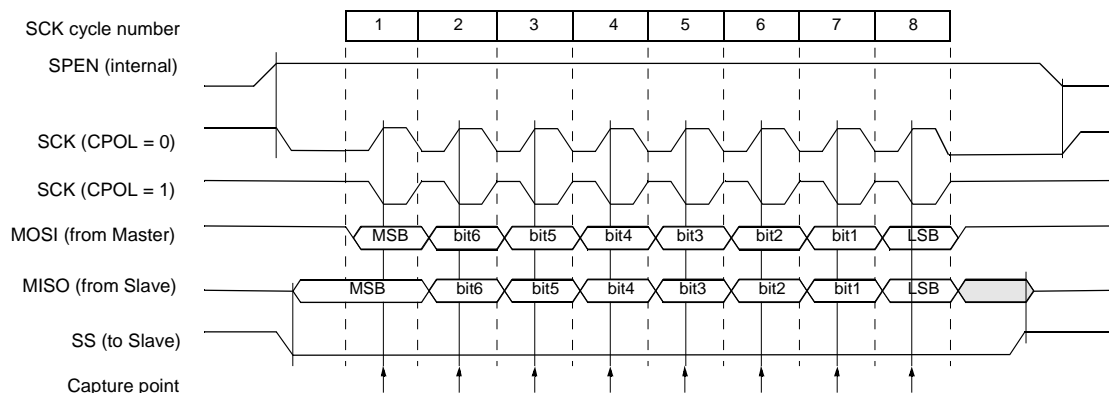 SCK cycle number 1 2 3 4 5 6 7 8
SPEN (internal)
SCK (CPOL = 0)
SCK (CPOL = 1)
MOSI (from Master) MSB bit6 bit5 bit4 bit3 bit2 bit1 LSB
MISO (from Slave) MSB bit6 bit5 bit4 bit3 bit2 bit1 LSB
SS (to Slave)
Capture point